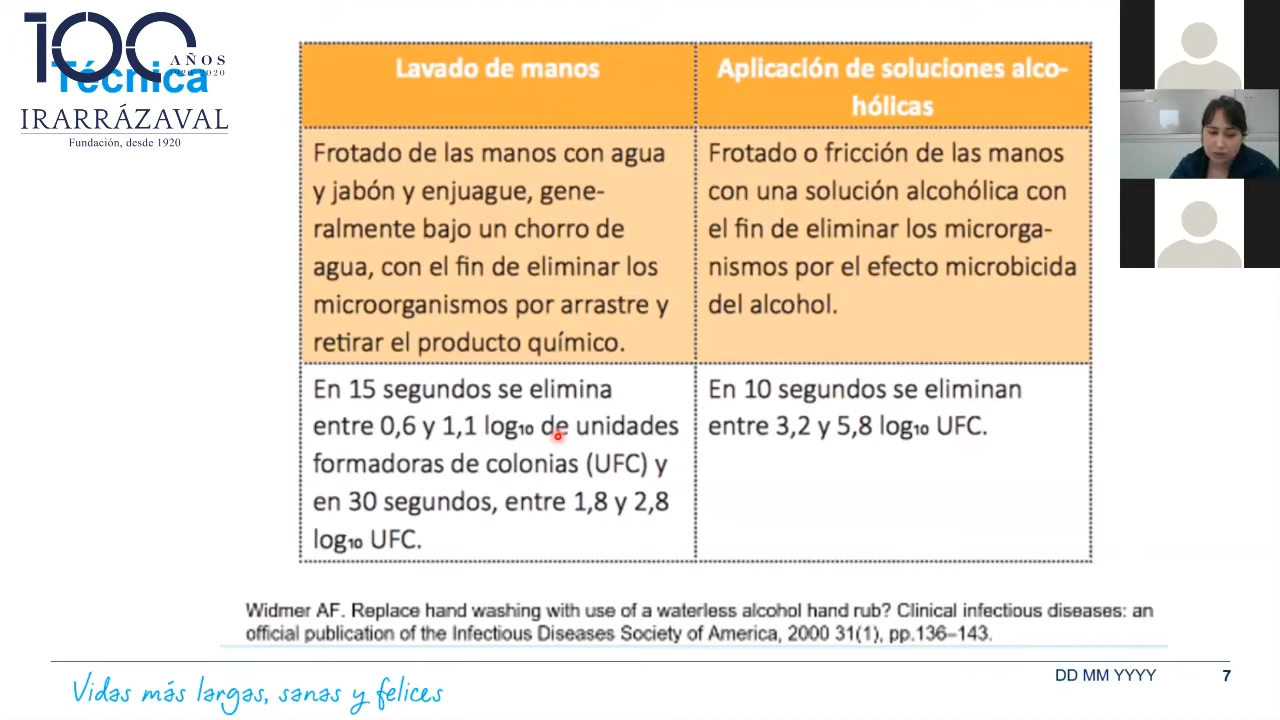 100
AÑOS
1920-2020
Técnica
IRARRÁZAVAL
Fundación, desde 1920
Lavado de manos
Frotado de las manos con agua
y jabón y enjuague, gene-
ralmente bajo un chorro de
agua, con el fin de eliminar los
microorganismos por arrastre y
retirar el producto químico.
En 15 segundos se elimina
entre 0,6 y 1,1 log₁₀ de unidades
formadoras de colonias (UFC) y
en 30 segundos, entre 1,8 y 2,8
log₁₀ UFC.
Aplicación de soluciones alco-
hólicas
Frotado o fricción de las manos
con una solución alcohólica con
el fin de eliminar los microrga-
nismos por el efecto microbicida
del alcohol.
En 10 segundos se eliminan
entre 3,2 y 5,8 log₁₀ UFC.
Widmer AF. Replace hand washing with use of a waterless alcohol hand rub? Clinical infectious diseases: an
official publication of the Infectious Diseases Society of America, 2000 31(1), pp.136–143.
Vidas más largas, sanas y felices
DD MM YYYY
7